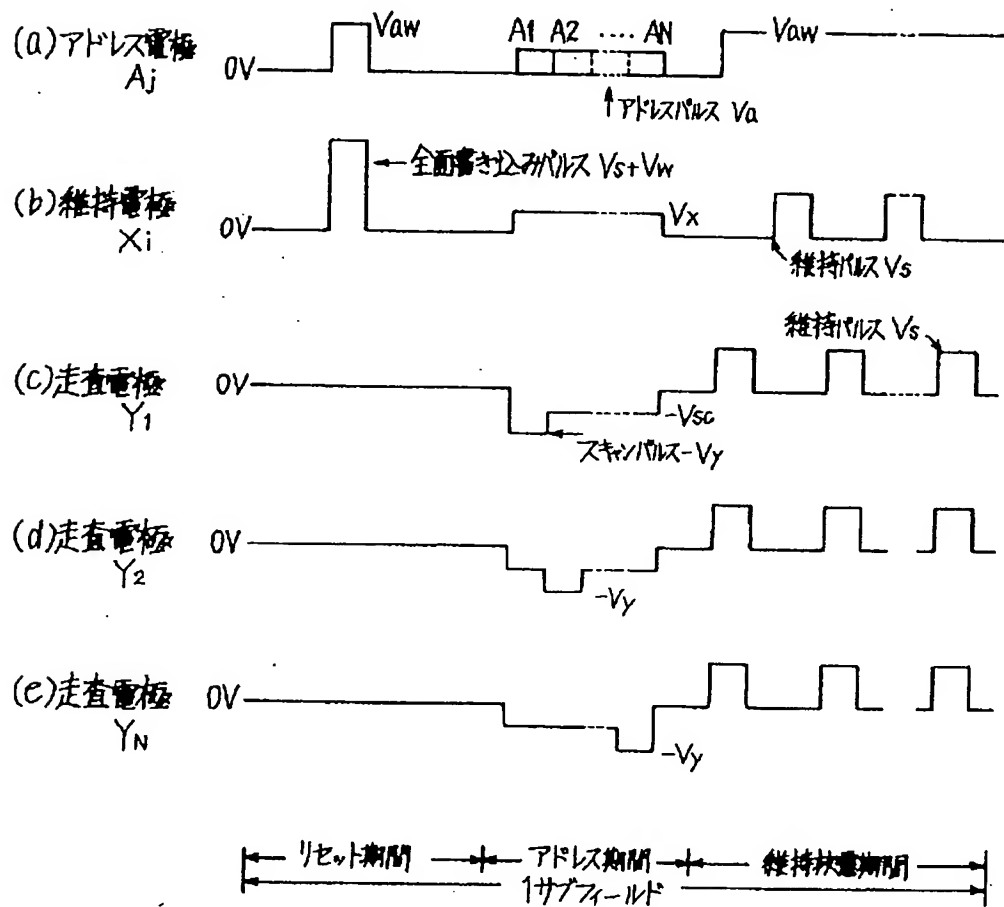 (a)アドレス電極
Aj
0V
Vaw
A1 A2 ‥‥ AN
Vaw
アドレスパルス Va
(b)維持電極
Xi
0V
全面書き込みパルス Vs+Vw
Vx
維持パルス Vs
維持パルス Vs
(c)走査電極
Y1
0V
-Vsc
スキャンパルス-Vy
(d)走査電極
Y2
0V
-Vy
(e)走査電極
YN
0V
-Vy
リセット期間
アドレス期間
維持放電期間
1サブフィールド